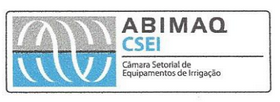 ABIMAQ
CSEI
Câmara Setorial de
Equipamentos de Irrigação